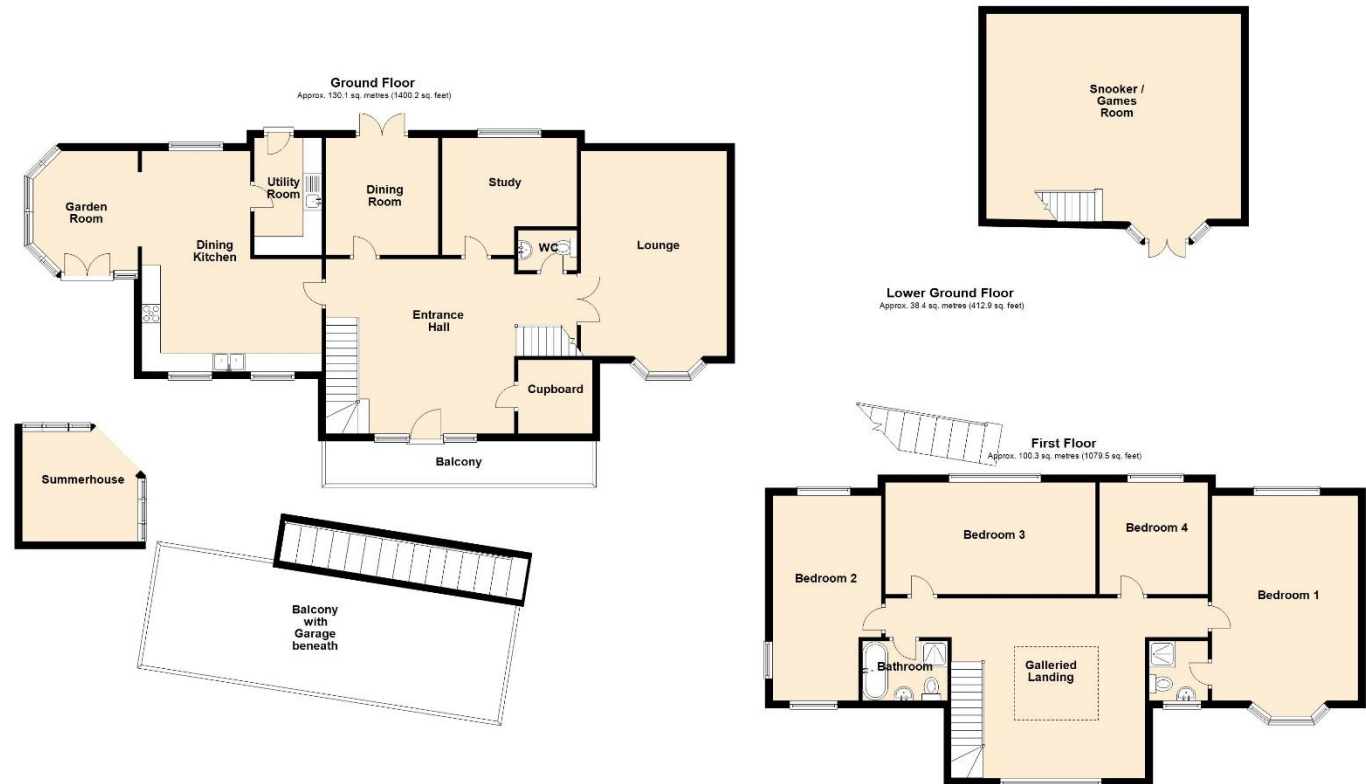 Ground Floor
Approx. 130.1 sq. metres (1400.2 sq. feet)
Garden
Room
Dining
Kitchen
Utility
Room
Dining
Room
Study
WC
Lounge
Entrance
Hall
Cupboard
Balcony
Summerhouse
Balcony
with
Garage
beneath
Snooker /
Games
Room
Lower Ground Floor
Approx. 38.4 sq. metres (412.9 sq. feet)
First Floor
Approx. 100.3 sq. metres (1079.5 sq. feet)
Bedroom 2
Bedroom 3
Bedroom 4
Bedroom 1
Bathroom
Galleried
Landing